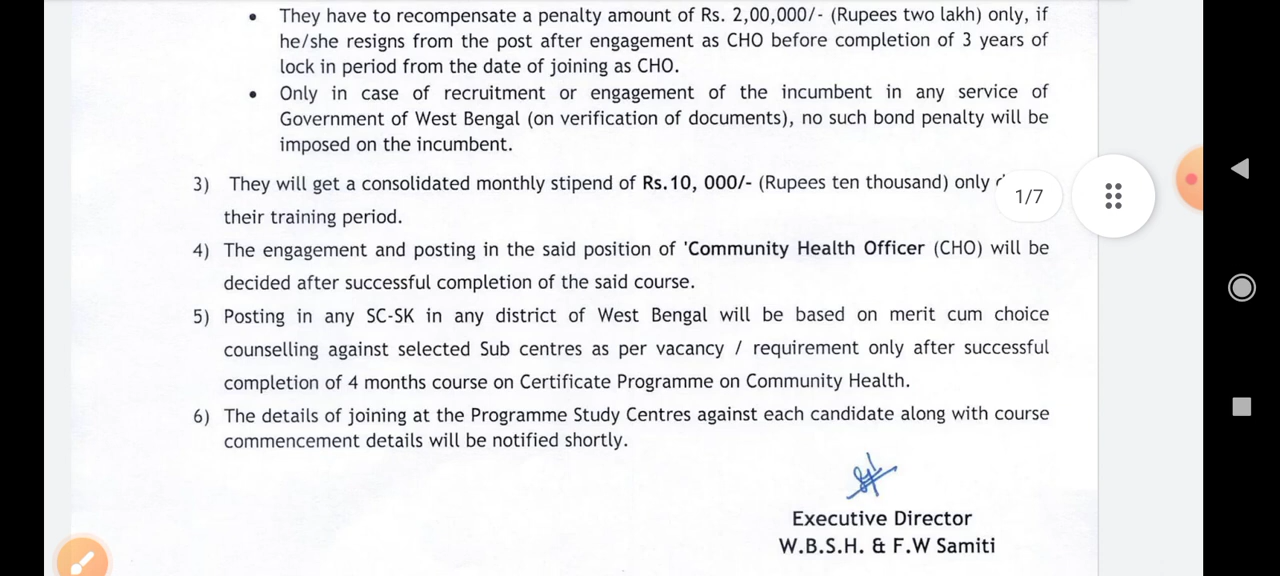 • They have to recompensate a penalty amount of Rs. 2,00,000/- (Rupees two lakh) only, if
he/she resigns from the post after engagement as CHO before completion of 3 years of
lock in period from the date of joining as CHO.
• Only in case of recruitment or engagement of the incumbent in any service of
Government of West Bengal (on verification of documents), no such bond penalty will be
imposed on the incumbent.
3) They will get a consolidated monthly stipend of Rs.10, 000/- (Rupees ten thousand) only
their training period.
1/7
4) The engagement and posting in the said position of 'Community Health Officer (CHO) will be
decided after successful completion of the said course.
5) Posting in any SC-SK in any district of West Bengal will be based on merit cum choice
counselling against selected Sub centres as per vacancy / requirement only after successful
completion of 4 months course on Certificate Programme on Community Health.
6) The details of joining at the Programme Study Centres against each candidate along with course
commencement details will be notified shortly.
Executive Director
W.B.S.H. & F.W Samiti